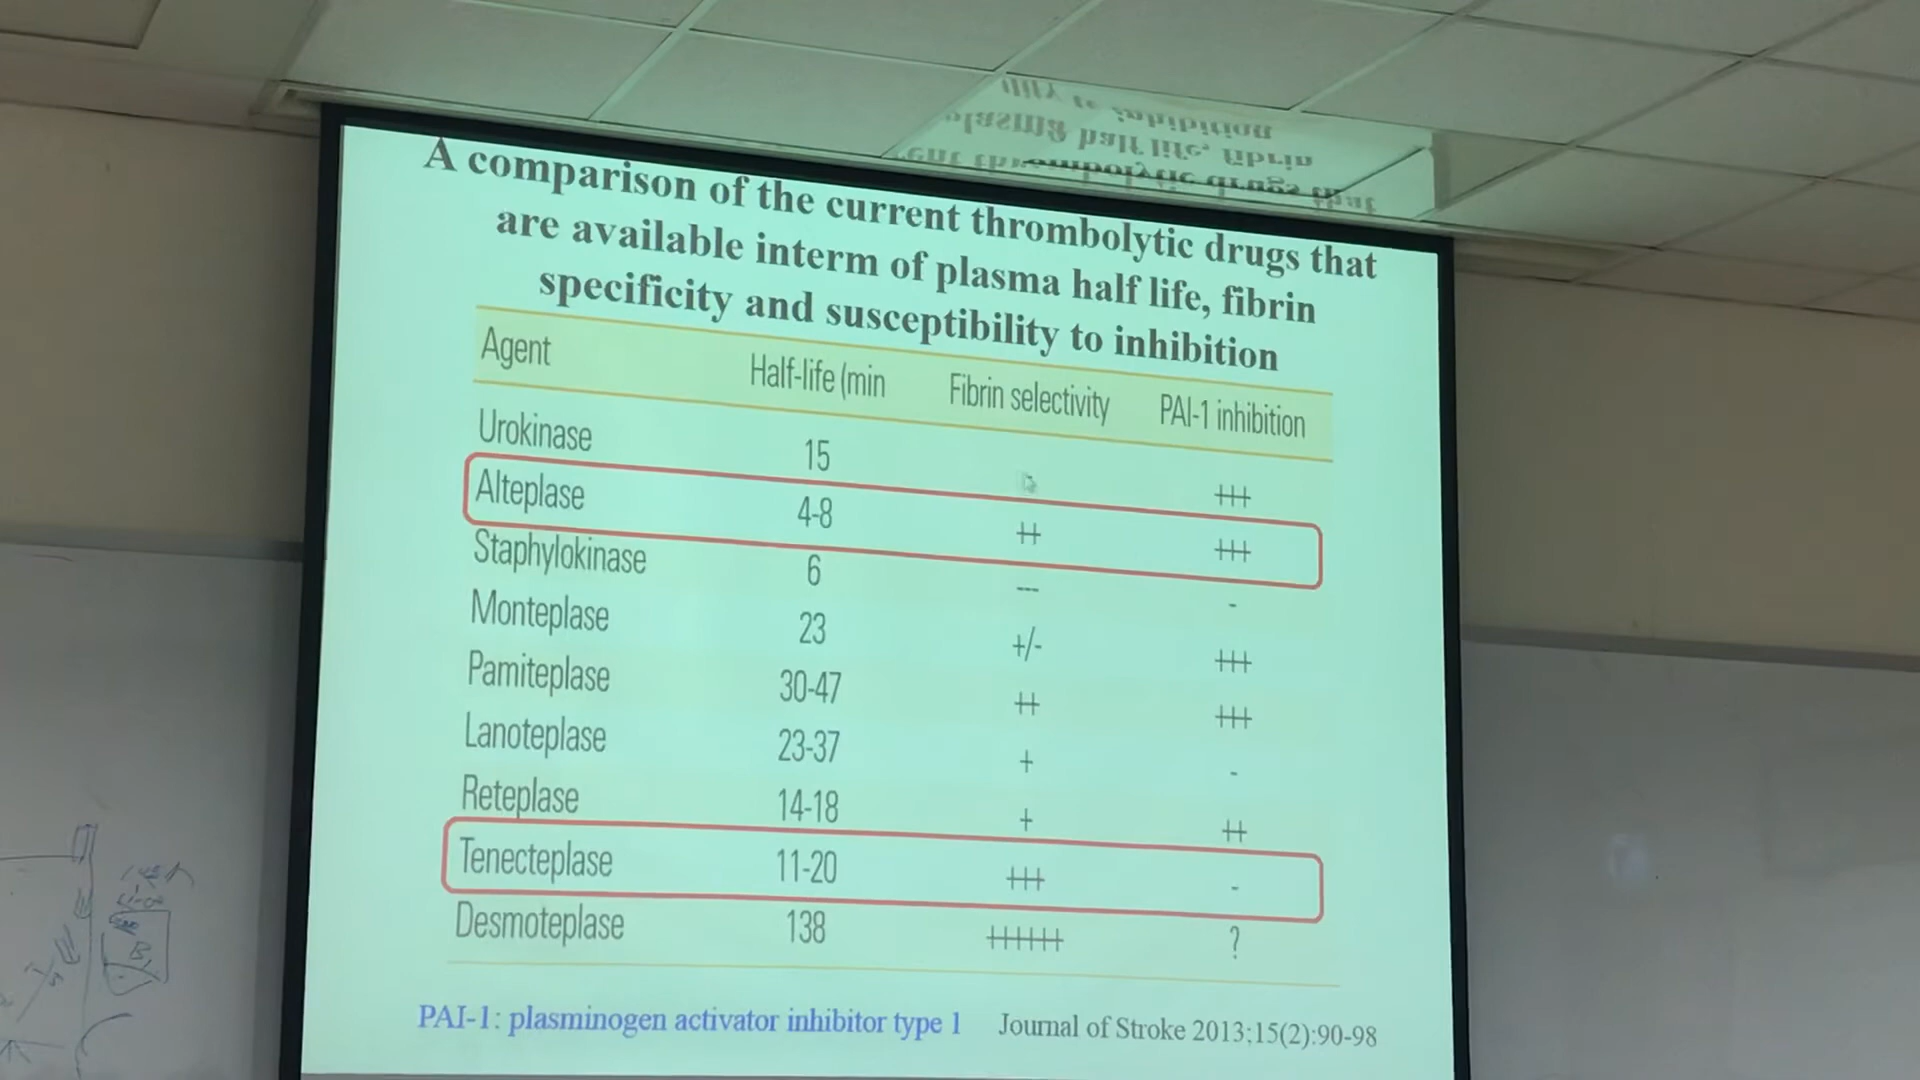 A comparison of the current thrombolytic drugs that
are available interm of plasma half life, fibrin
specificity and susceptibility to inhibition
Agent Half-life (min Fibrin selectivity PAI-1 inhibition
Urokinase 15 +++
Alteplase 4-8 ++ +++
Staphylokinase 6 --- -
Monteplase 23 +/- +++
Pamiteplase 30-47 ++ +++
Lanoteplase 23-37 + -
Reteplase 14-18 + ++
Tenecteplase 11-20 +++ -
Desmoteplase 138 ++++++ ?
PAI-1: plasminogen activator inhibitor type 1 Journal of Stroke 2013;15(2):90-98